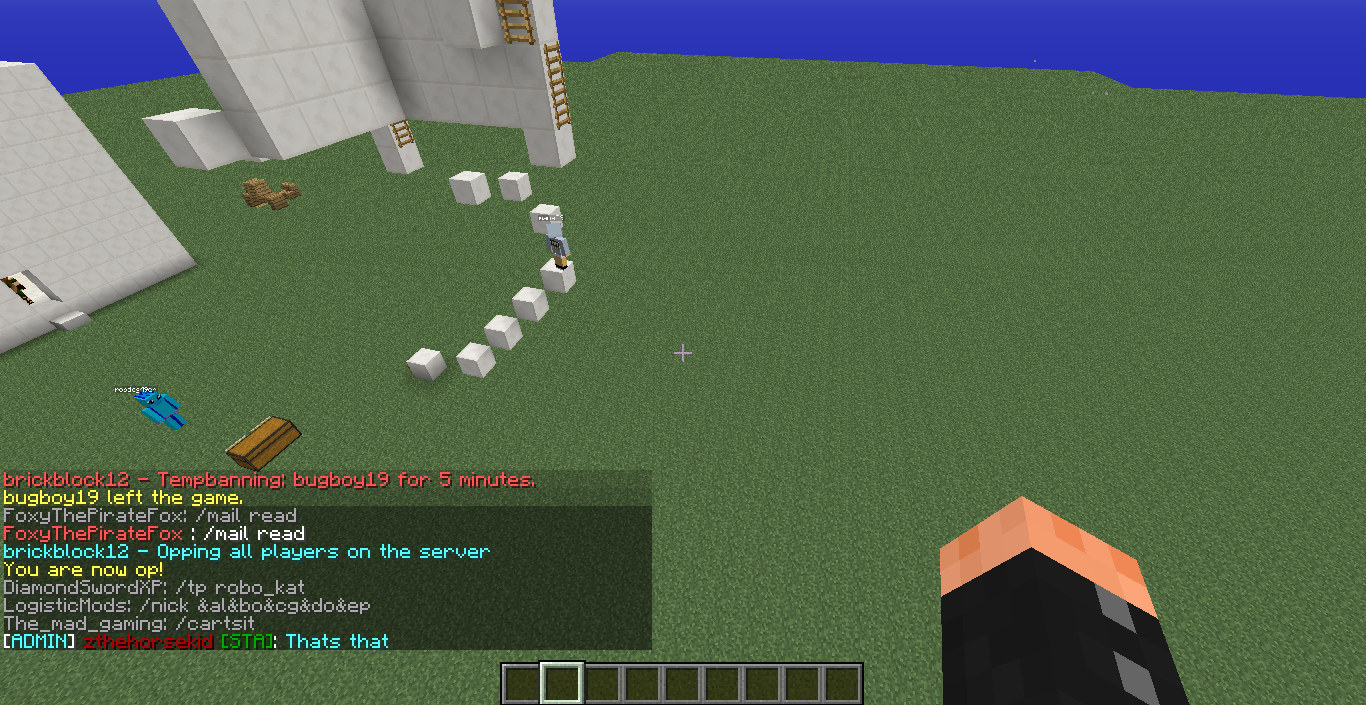 brickblock12 - Tempbanning: bugboy19 for 5 minutes.
bugboy19 left the game.
FoxyThePirateFox: /mail read
FoxyThePirateFox : /mail read
brickblock12 - Opping all players on the server
You are now op!
DiamondSwordXP: /tp robo_kat
LogisticMods: /nick &al&bo&cg&do&ep
The_mad_gaming: /cartsit
[ADMIN] zthehorsekid [STA]: Thats that